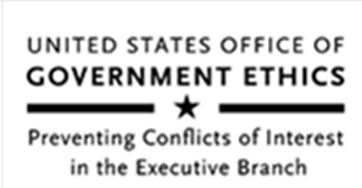 UNITED STATES OFFICE OF
GOVERNMENT ETHICS
Preventing Conflicts of Interest
in the Executive Branch